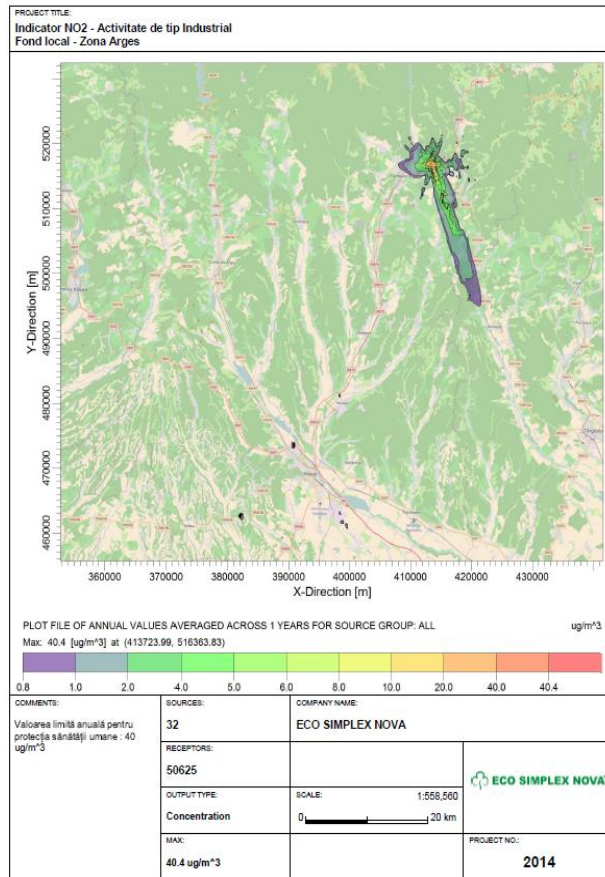 PROJECT TITLE:
Indicator NO2 - Activitate de tip Industrial
Fond local - Zona Arges
Y-Direction [m]
520000
510000
500000
490000
480000
470000
460000
360000 370000 380000 390000 400000 410000 420000 430000
X-Direction [m]
PLOT FILE OF ANNUAL VALUES AVERAGED ACROSS 1 YEARS FOR SOURCE GROUP: ALL ug/m^3
Max: 40.4 [ug/m^3] at (413723.99, 516363.83)
0.8 1.0 2.0 4.0 5.0 6.0 8.0 10.0 20.0 40.0 40.4
COMMENTS:
Valoarea limită anuală pentru
protecția sănătății umane : 40
ug/m^3
SOURCES:
32
COMPANY NAME:
ECO SIMPLEX NOVA
RECEPTORS:
50625
OUTPUT TYPE:
Concentration
SCALE: 1:558,560
0 20 km
MAX:
40.4 ug/m^3
ECO SIMPLEX NOVA
PROJECT NO.:
2014